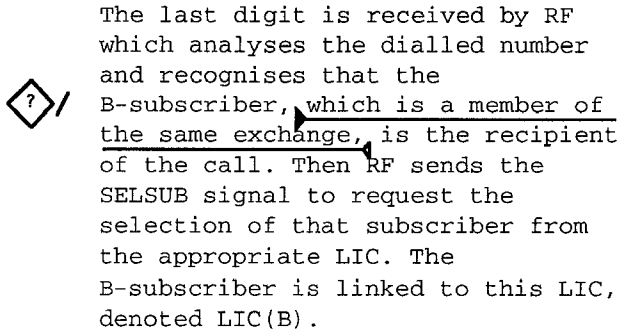 The last digit is received by RF
which analyses the dialled number
and recognises that the
? / B-subscriber, which is a member of
the same exchange, is the recipient
of the call. Then RF sends the
SELSUB signal to request the
selection of that subscriber from
the appropriate LIC. The
B-subscriber is linked to this LIC,
denoted LIC(B).